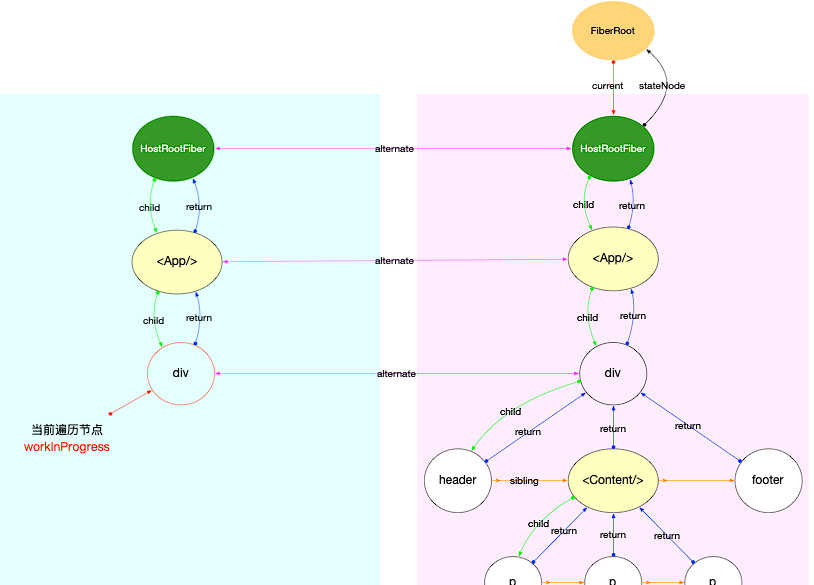 FiberRoot
current
stateNode
HostRootFiber
alternate
HostRootFiber
child
return
child
return
<App/>
alternate
<App/>
child
return
child
return
div
alternate
div
child
return
return
return
当前遍历节点
workInProgress
header
sibling
<Content/>
footer
child
return
return
return
p
p
p